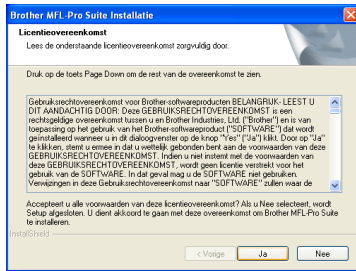 Brother MFL-Pro Suite Installatie
Licentieovereenkomst
Lees de onderstaande licentieovereenkomst zorgvuldig door.
Druk op de toets Page Down om de rest van de overeenkomst te zien.
Gebruiksrechtovereenkomst voor Brother-softwareproducten BELANGRIJK- LEEST U
DIT AANDACHTIG DOOR: Deze GEBRUIKSRECHTOVEREENKOMST is een
rechtsgeldige overeenkomst tussen u en Brother Industries, Ltd. ("Brother") en is van
toepassing op het gebruik van het Brother-softwareproduct ("SOFTWARE") dat wordt
geïnstalleerd wanneer u in dit dialoogvenster op de knop "Yes" ("Ja") klikt. Door op "Ja"
te klikken, stemt u ermee in dat u wettelijk gebonden bent aan de voorwaarden van deze
GEBRUIKSRECHTOVEREENKOMST. Indien u niet instemt met de voorwaarden van
deze GEBRUIKSRECHTOVEREENKOMST, wordt geen licentie verstrekt voor het
gebruik van de SOFTWARE. In dat geval mag u de SOFTWARE niet gebruiken.
Verwijzingen in deze Gebruiksrechtovereenkomst naar "SOFTWARE" zullen waar de
Accepteert u alle voorwaarden van deze licentieovereenkomst? Als u Nee selecteert, wordt
Setup afgesloten. U dient akkoord te gaan met deze overeenkomst om Brother MFL-Pro Suite
te installeren.
InstallShield
< Vorige
Ja
Nee